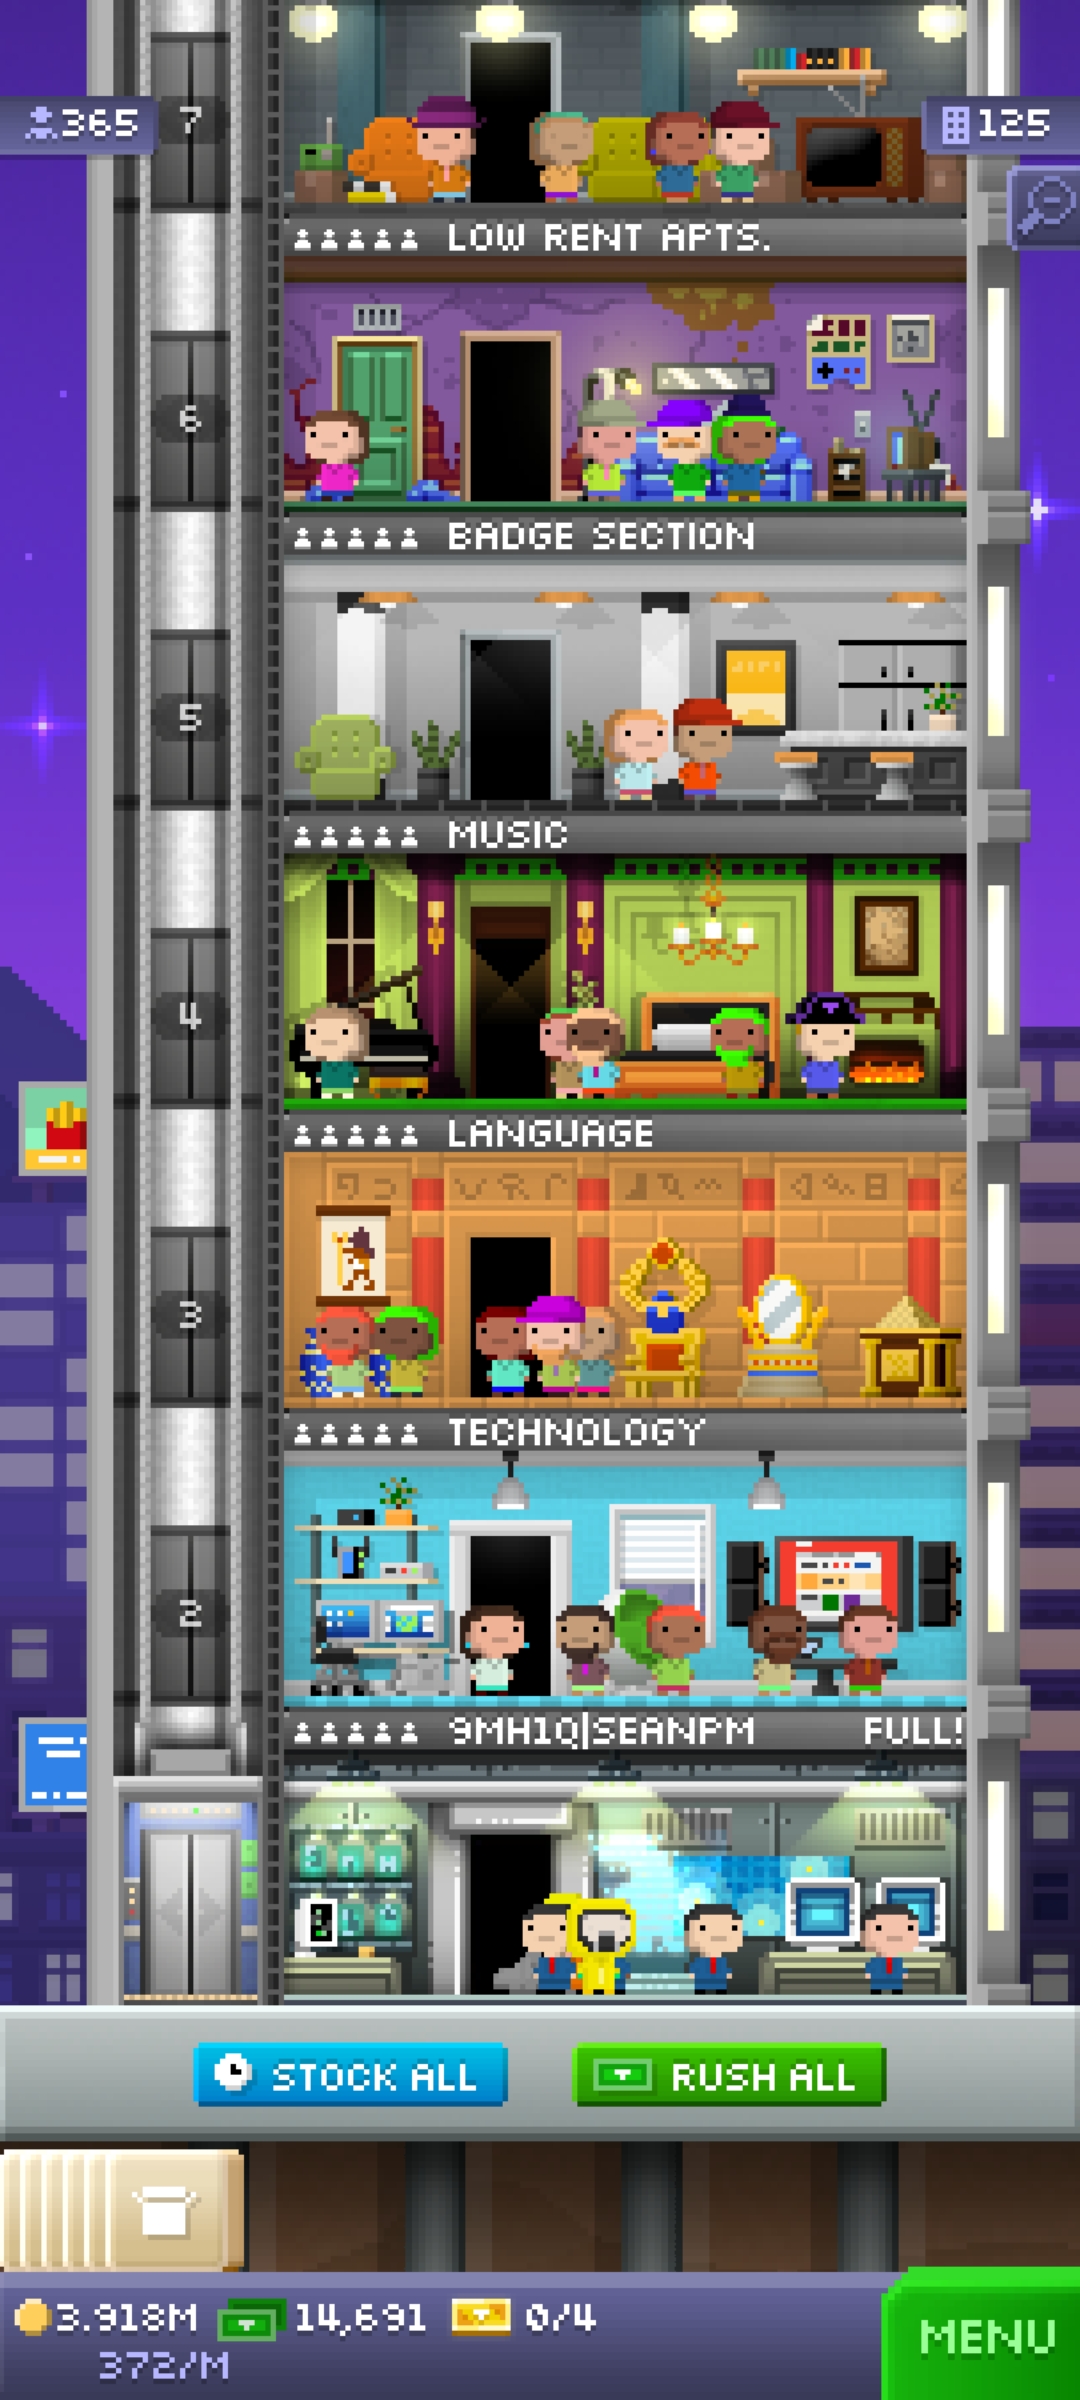 365
7
125
LOW RENT APTS.
6
BADGE SECTION
5
MUSIC
4
LANGUAGE
3
TECHNOLOGY
2
9MH1Q|SEANPM FULL!
STOCK ALL
RUSH ALL
3.918M 14,691 0/4
372/M
MENU